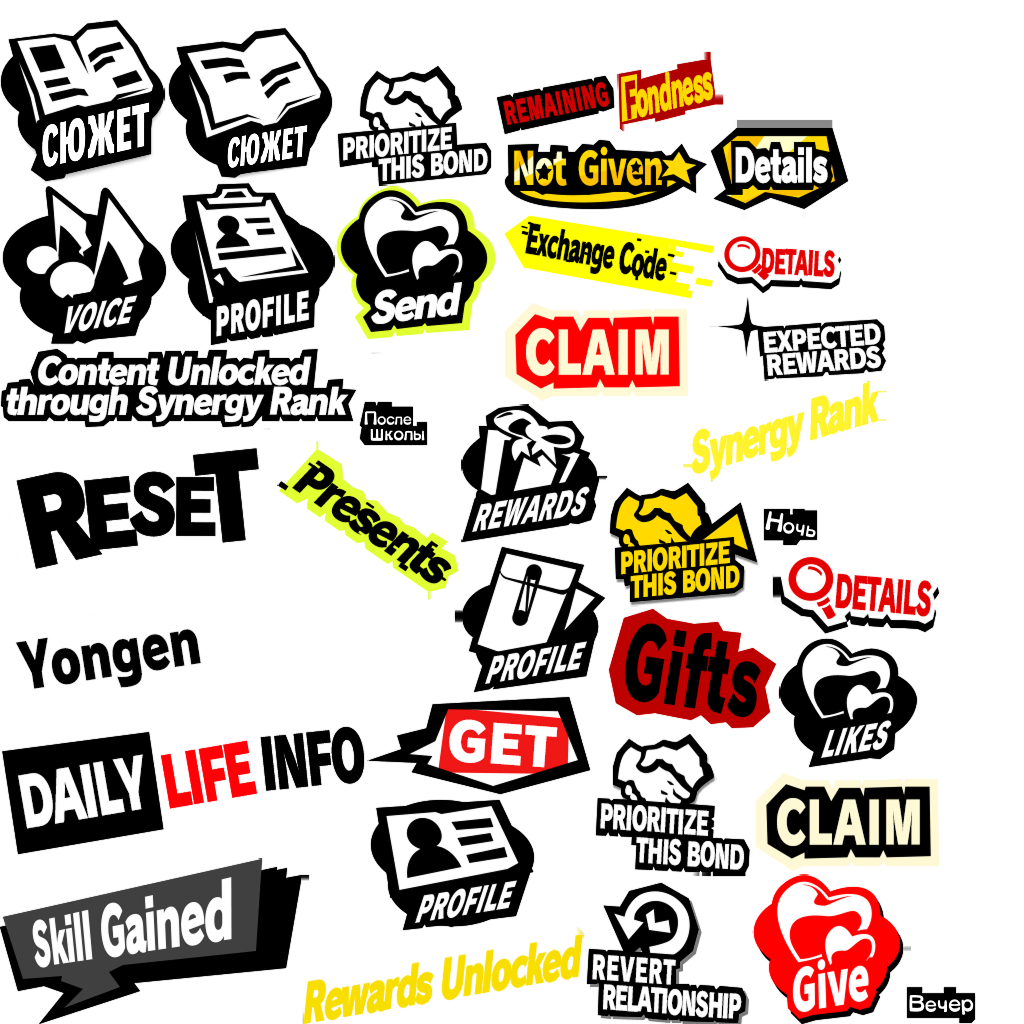 СЮЖЕТ
СЮЖЕТ
PRIORITIZE
THIS BOND
REMAINING Fondness
Not Given
Details
VOICE
PROFILE
Send
Exchange Code
DETAILS
CLAIM
EXPECTED
REWARDS
Content Unlocked
through Synergy Rank
После
Школы
Synergy Rank
RESET
Presents
REWARDS
PRIORITIZE
THIS BOND
Ночь
PROFILE
DETAILS
Yongen
Gifts
LIKES
DAILY LIFE INFO
GET
PRIORITIZE
THIS BOND
CLAIM
PROFILE
Skill Gained
Rewards Unlocked
REVERT
RELATIONSHIP
Give
Вечер